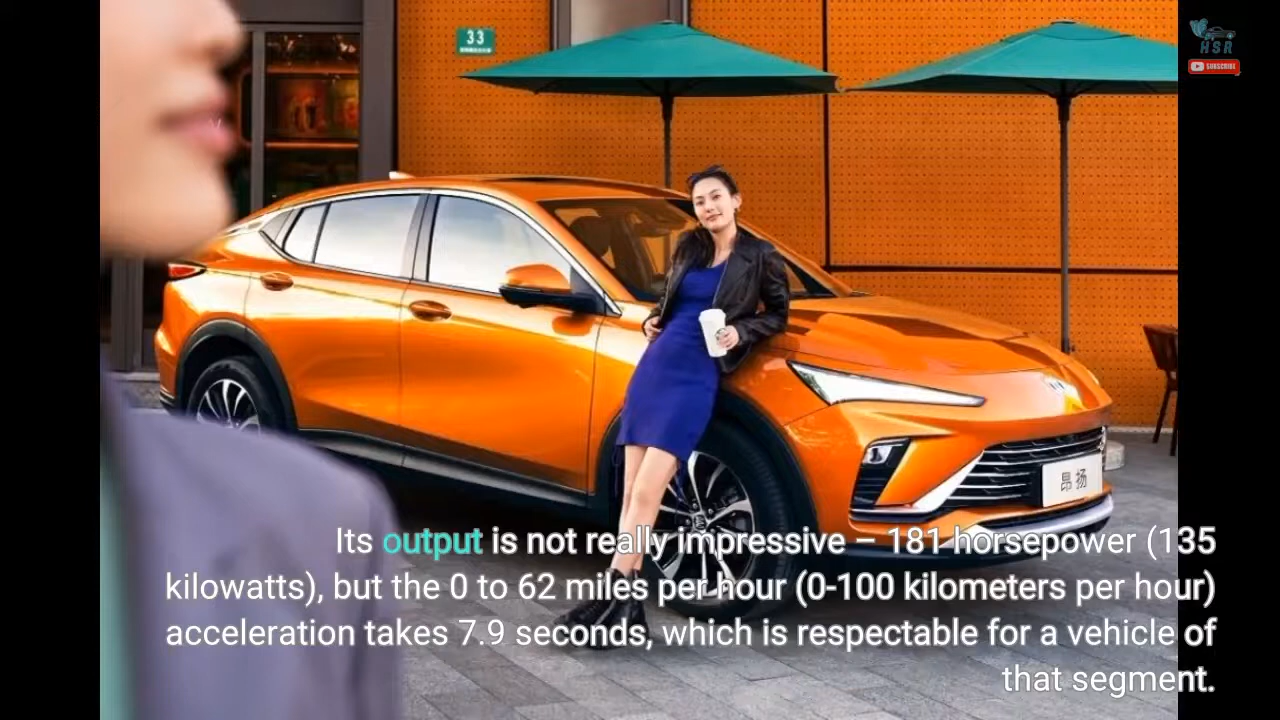 33
HSR
SUBSCRIBE
昂扬
Its output is not really impressive – 181 horsepower (135
kilowatts), but the 0 to 62 miles per hour (0-100 kilometers per hour)
acceleration takes 7.9 seconds, which is respectable for a vehicle of
that segment.